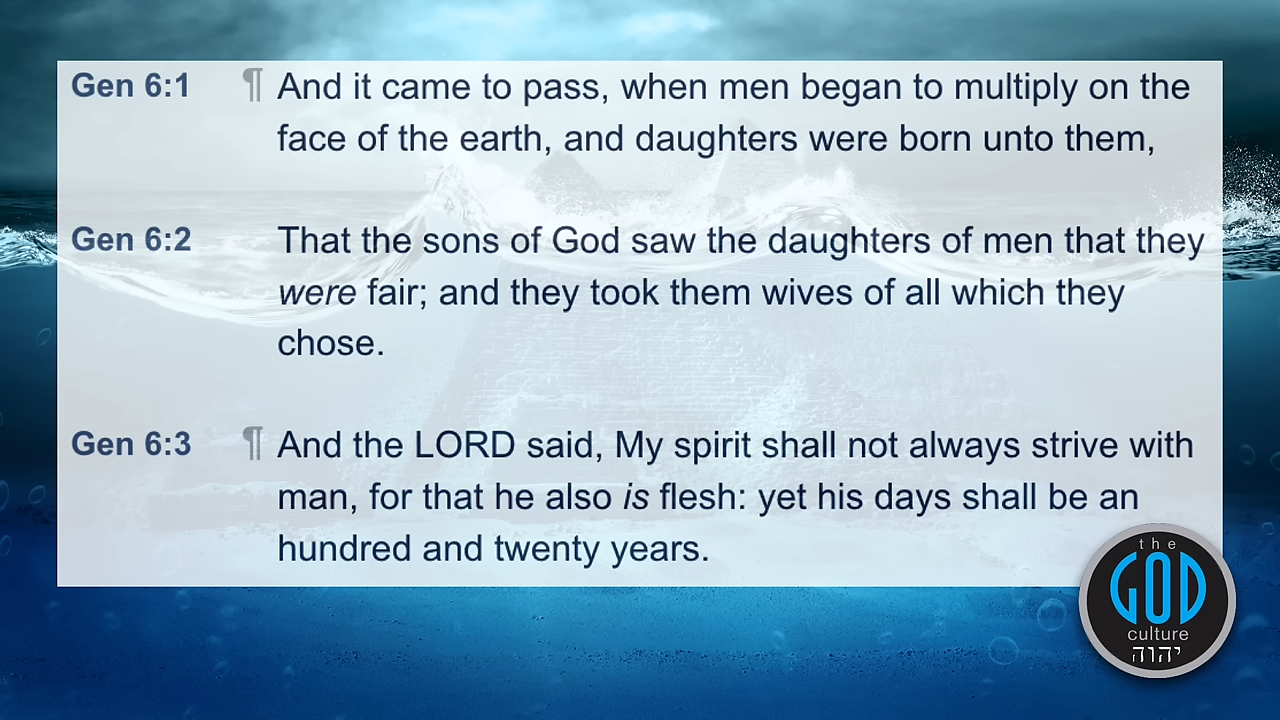 Gen 6:1 ¶ And it came to pass, when men began to multiply on the
face of the earth, and daughters were born unto them,
Gen 6:2 That the sons of God saw the daughters of men that they
were fair; and they took them wives of all which they
chose.
Gen 6:3 ¶ And the LORD said, My spirit shall not always strive with
man, for that he also is flesh: yet his days shall be an
hundred and twenty years.
the
GOD
culture
יהוה